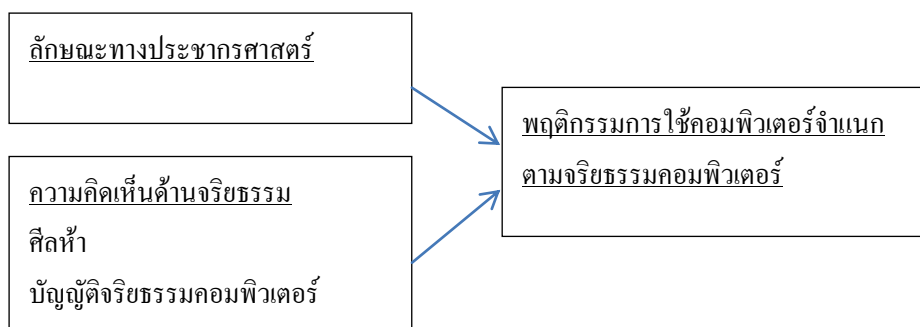 ลักษณะทางประชากรศาสตร์
ความคิดเห็นด้านจริยธรรม
ศีลห้า
บัญญัติจริยธรรมคอมพิวเตอร์
พฤติกรรมการใช้คอมพิวเตอร์จำแนก
ตามจริยธรรมคอมพิวเตอร์